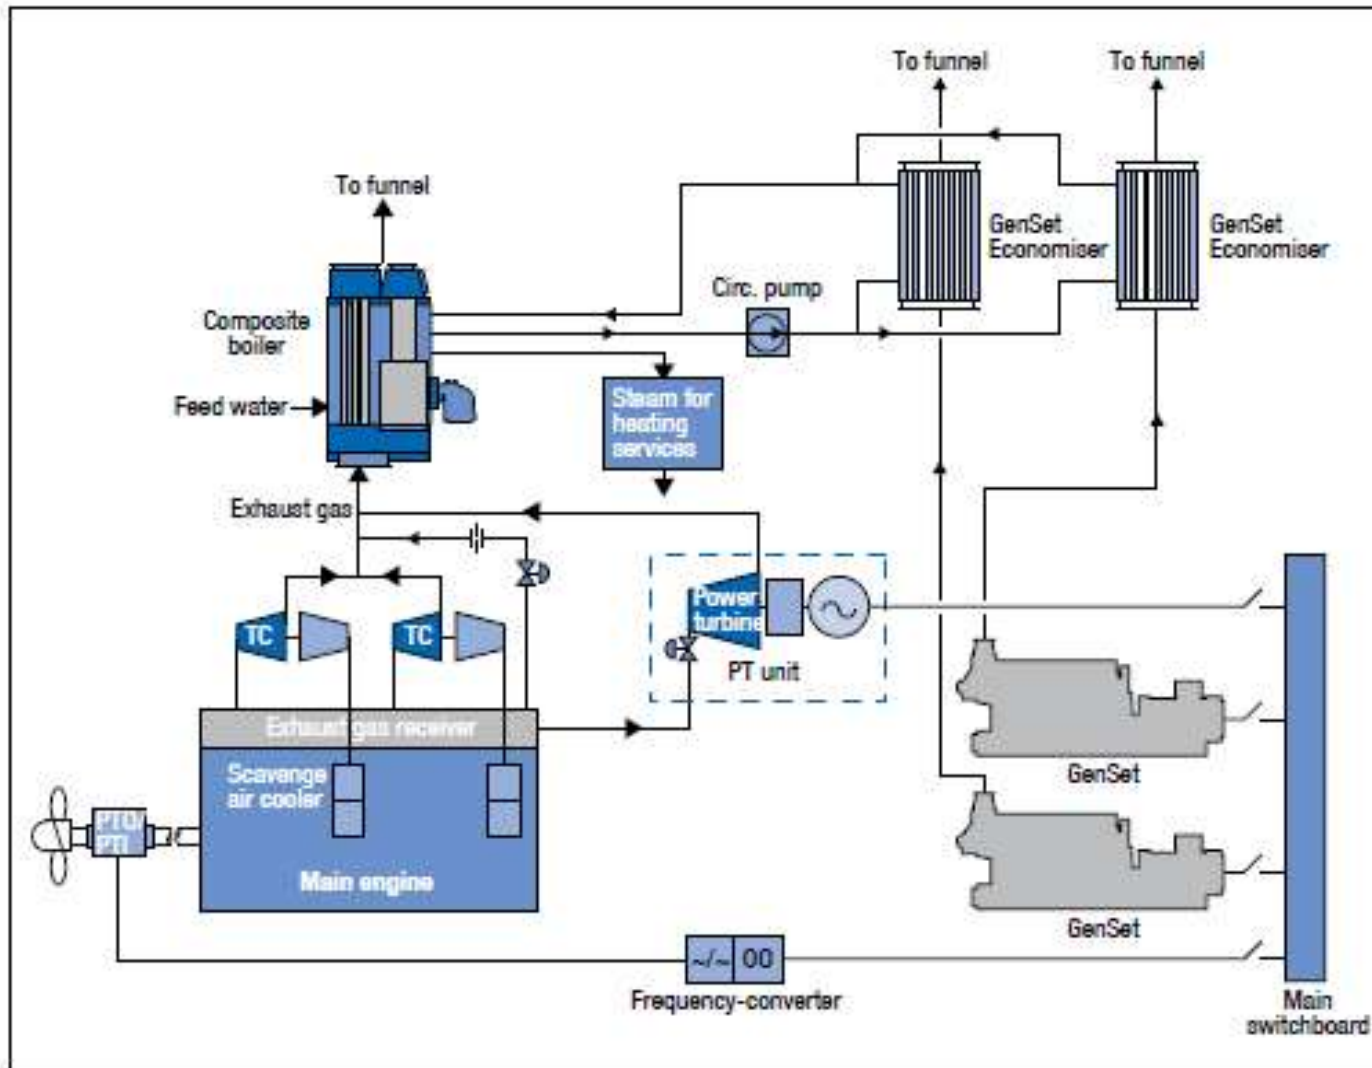 To funnel
To funnel
To funnel
GenSet
Economiser
GenSet
Economiser
Circ. pump
Composite
boiler
Feed water
Steam for
heating
services
Exhaust gas
Power
turbine
PT unit
TC
TC
Exhaust gas receiver
Scavenge
air cooler
GenSet
PTO/
PTI
Main engine
GenSet
~/~ 00
Frequency-converter
Main
switchboard